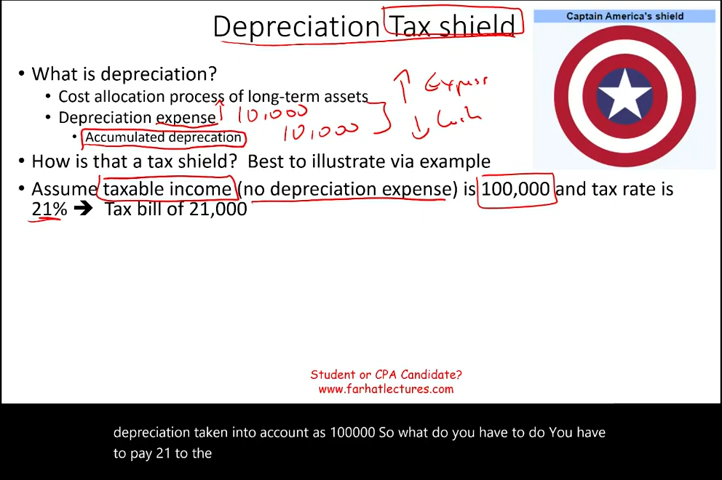 Depreciation Tax shield
Captain America's shield
• What is depreciation?
• Cost allocation process of long-term assets
• Depreciation expense 10,000
• Accumulated deprecation 10,000
↑ Expense
↓ Cash
• How is that a tax shield? Best to illustrate via example
• Assume taxable income (no depreciation expense) is 100,000 and tax rate is
21% ➔ Tax bill of 21,000
Student or CPA Candidate?
www.farhatlectures.com
depreciation taken into account as 100000 So what do you have to do You have
to pay 21 to the